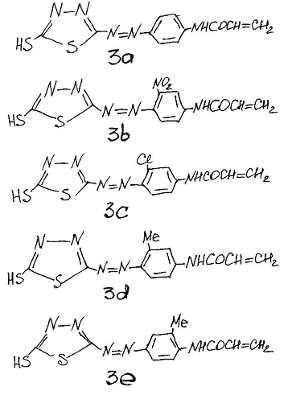 N N
HS S N=N NHCOCH=CH2
3a
N N NO2
HS S N=N NHCOCH=CH2
3b
N N Cl
HS S N=N NHCOCH=CH2
3c
N N Me
HS S N=N NHCOCH=CH2
3d
N N Me
HS S N=N NHCOCH=CH2
3e